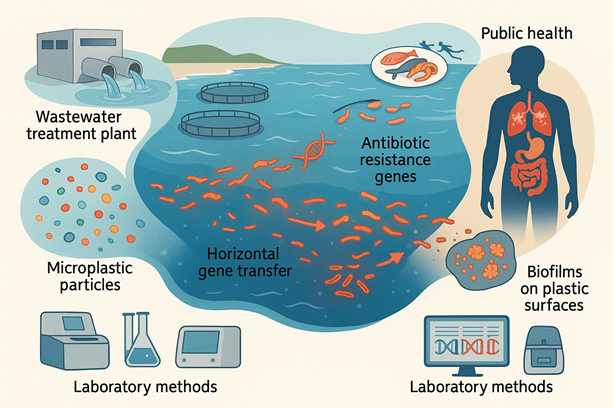 Public health
Wastewater
treatment plant
Antibiotic
resistance
genes
Horizontal
gene transfer
Microplastic
particles
Biofilms
on plastic
surfaces
Laboratory methods
Laboratory methods